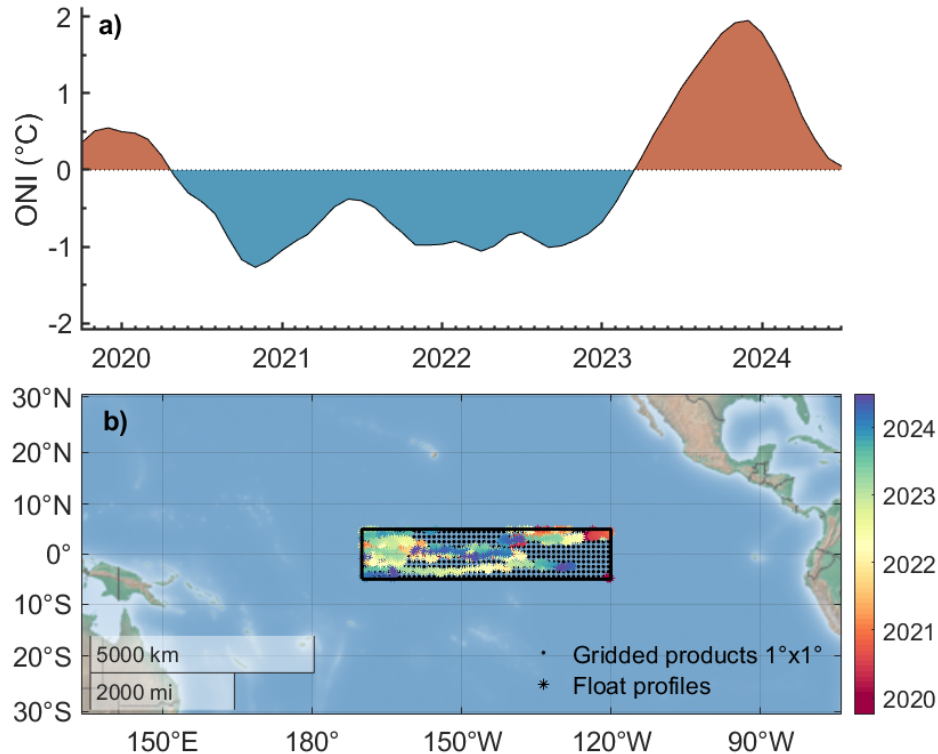 a)
ONI (°C)
2
1
0
-1
-2
2020 2021 2022 2023 2024
b)
30°N
20°N
10°N
0°
10°S
20°S
30°S
150°E 180° 150°W 120°W 90°W
5000 km
2000 mi
Gridded products 1°x1°
Float profiles
2024
2023
2022
2021
2020